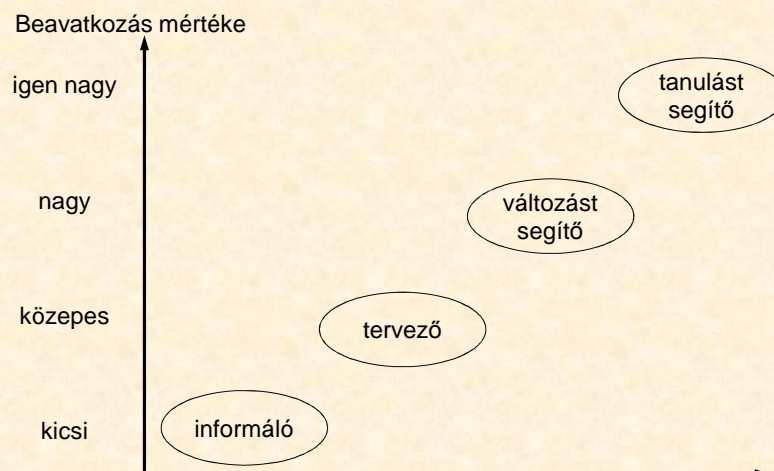 Beavatkozás mértéke
igen nagy
tanulást
segítő
nagy
változást
segítő
közepes
tervező
kicsi
informáló